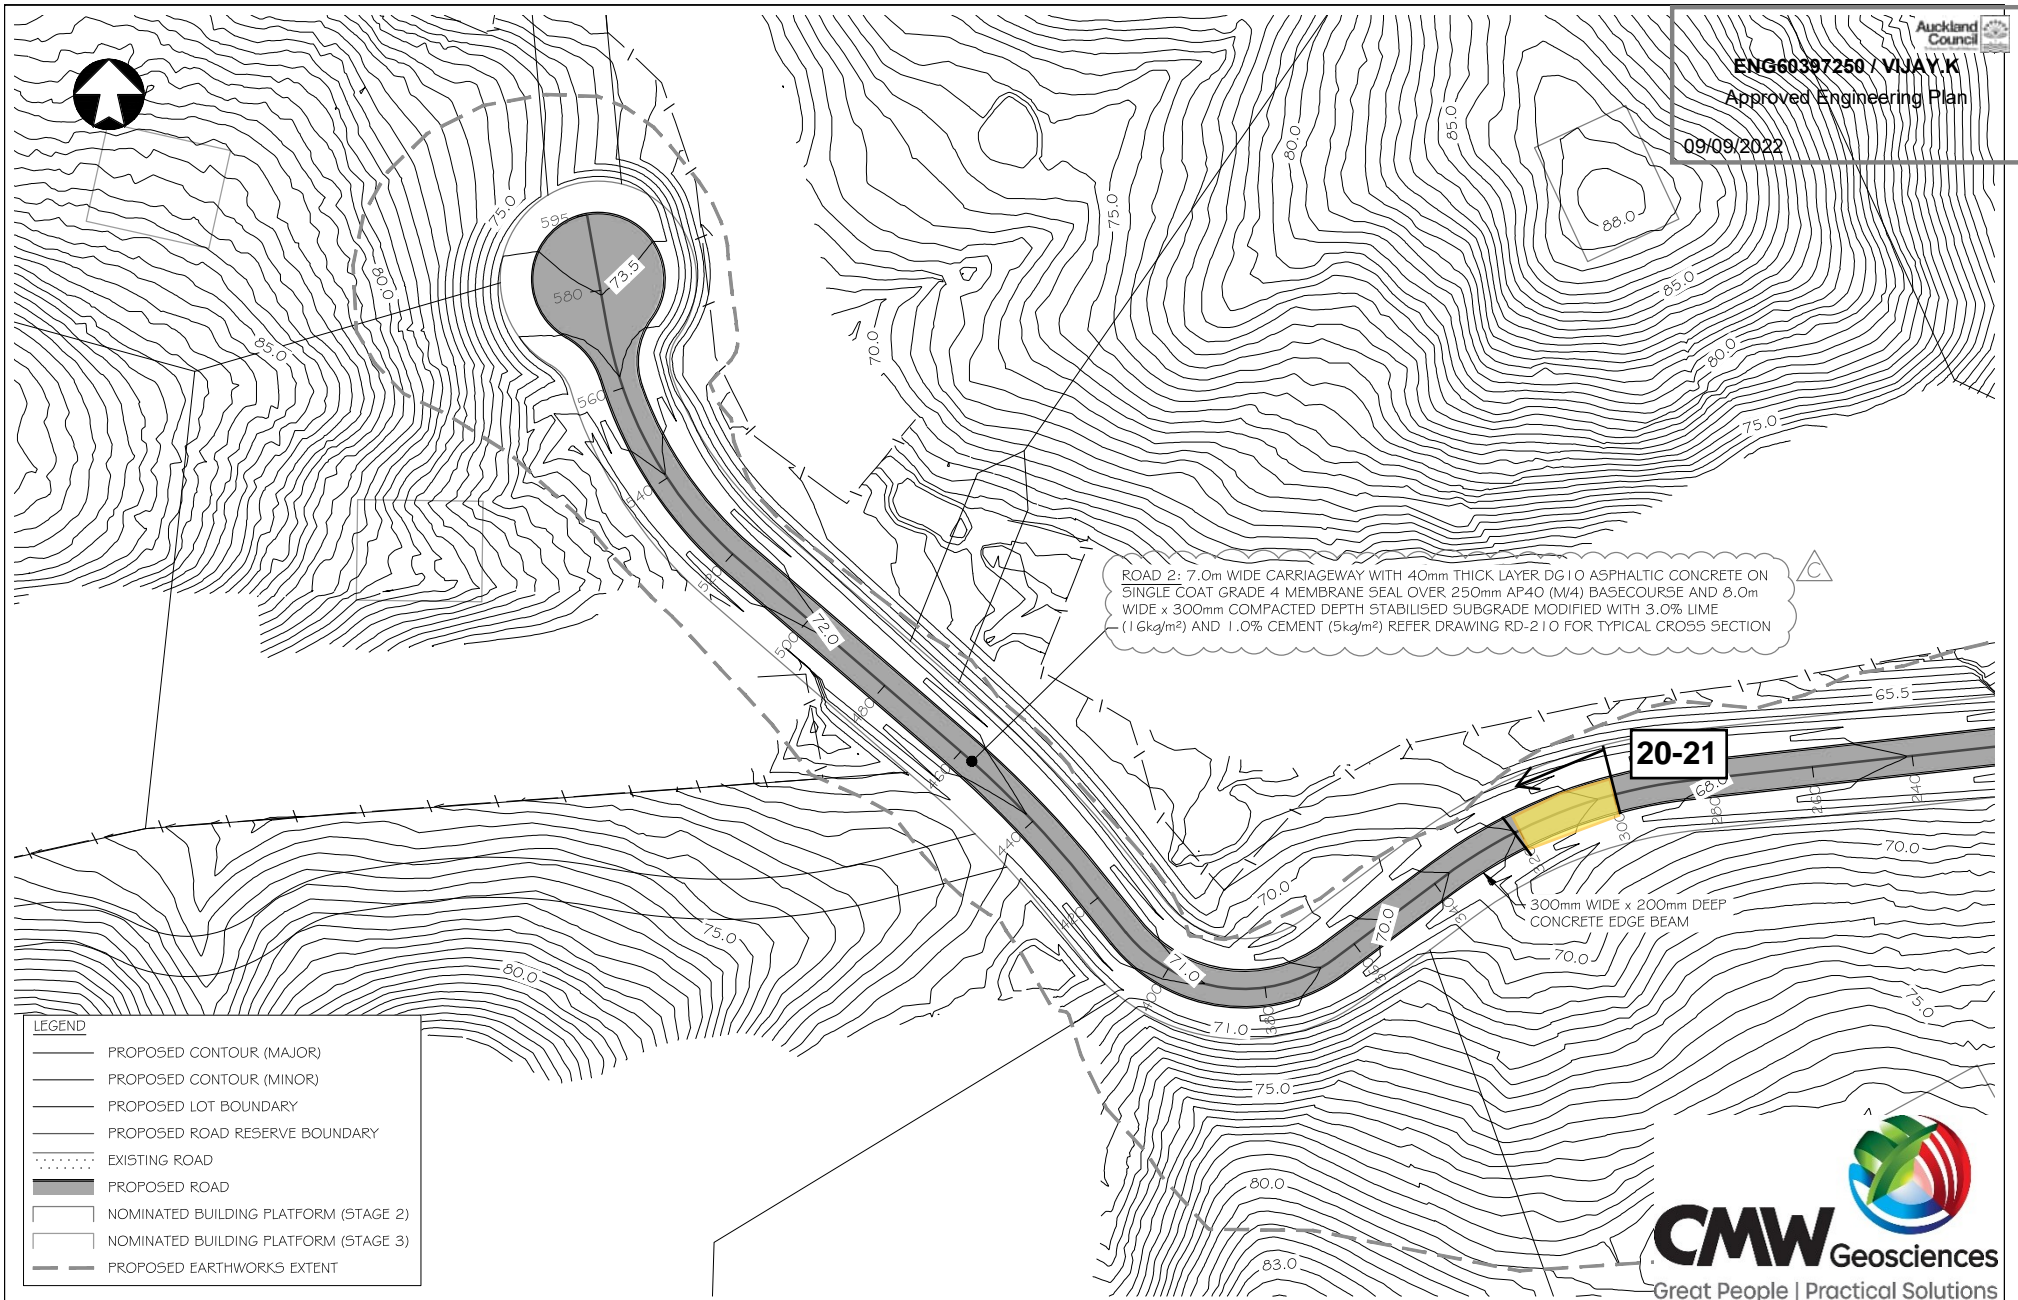 Auckland
Council
ENG60397250 / VIJAY.K
Approved Engineering Plan
09/09/2022
80.0
85.0
75.0
88.0
75.0
595
73.5
580
80.0
85.0
85.0
70.0
80.0
560
75.0
540
520
ROAD 2: 7.0m WIDE CARRIAGEWAY WITH 40mm THICK LAYER DG10 ASPHALTIC CONCRETE ON
SINGLE COAT GRADE 4 MEMBRANE SEAL OVER 250mm AP40 (M/4) BASECOURSE AND 8.0m
WIDE x 300mm COMPACTED DEPTH STABILISED SUBGRADE MODIFIED WITH 3.0% LIME
(16kg/m²) AND 1.0% CEMENT (5kg/m²) REFER DRAWING RD-210 FOR TYPICAL CROSS SECTION
C
72.0
500
480
65.5
20-21
460
68.0
280
260
240
300
440
70.0
70.0
340
300mm WIDE x 200mm DEEP
CONCRETE EDGE BEAM
420
75.0
70.0
70.0
80.0
71.0
360
400
380
71.0
75.0
75.0
80.0
83.0
LEGEND
PROPOSED CONTOUR (MAJOR)
PROPOSED CONTOUR (MINOR)
PROPOSED LOT BOUNDARY
PROPOSED ROAD RESERVE BOUNDARY
EXISTING ROAD
PROPOSED ROAD
NOMINATED BUILDING PLATFORM (STAGE 2)
NOMINATED BUILDING PLATFORM (STAGE 3)
PROPOSED EARTHWORKS EXTENT
CMW Geosciences
Great People | Practical Solutions